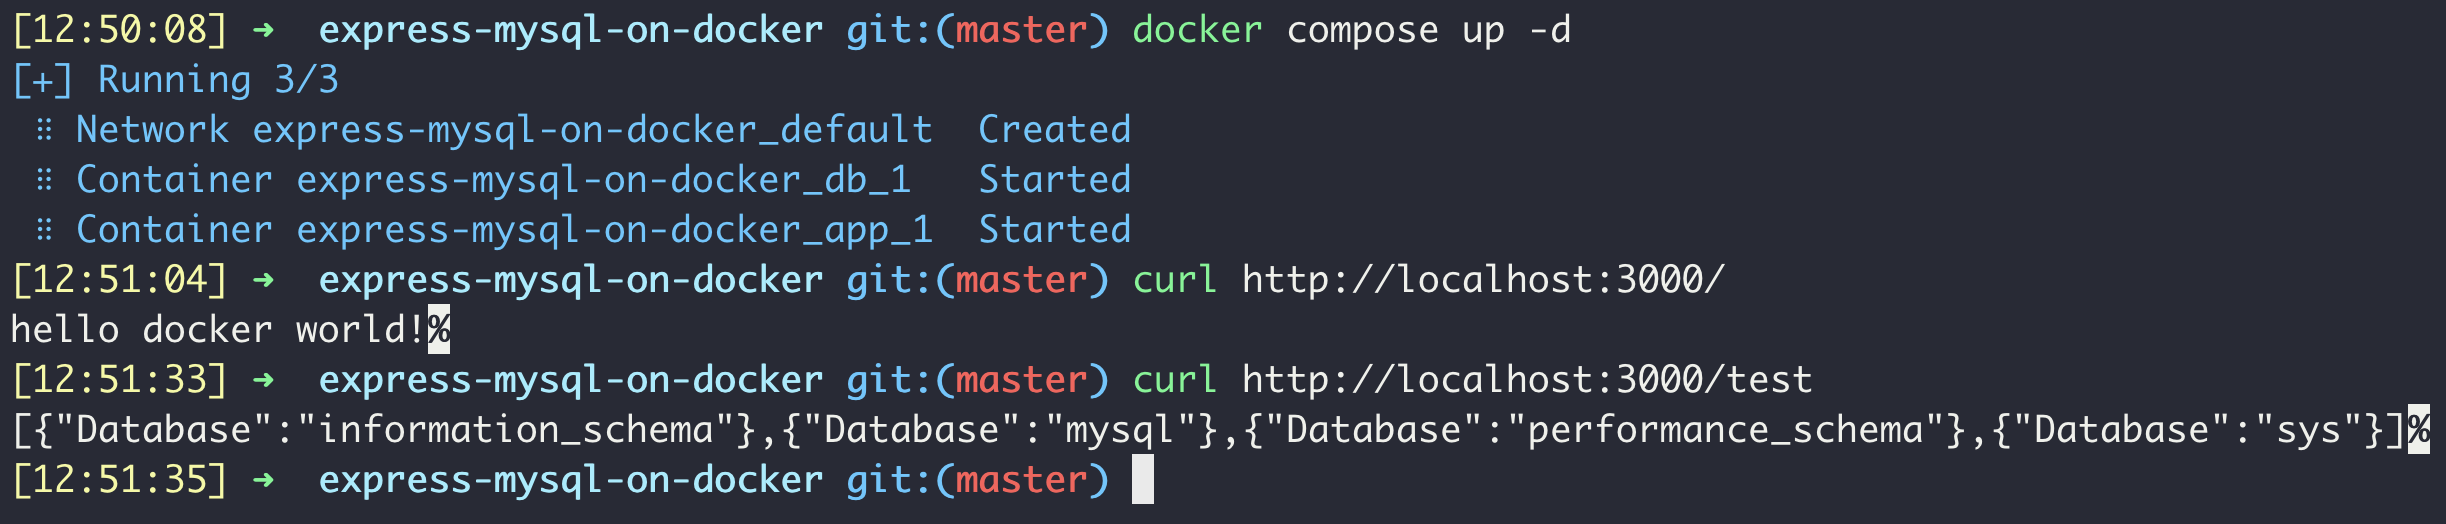 [12:50:08] ➜  express-mysql-on-docker git:(master) docker compose up -d
[+] Running 3/3
 ⠿ Network express-mysql-on-docker_default  Created
 ⠿ Container express-mysql-on-docker_db_1   Started
 ⠿ Container express-mysql-on-docker_app_1  Started
[12:51:04] ➜  express-mysql-on-docker git:(master) curl http://localhost:3000/
hello docker world!%
[12:51:33] ➜  express-mysql-on-docker git:(master) curl http://localhost:3000/test
[{"Database":"information_schema"},{"Database":"mysql"},{"Database":"performance_schema"},{"Database":"sys"}]%
[12:51:35] ➜  express-mysql-on-docker git:(master)